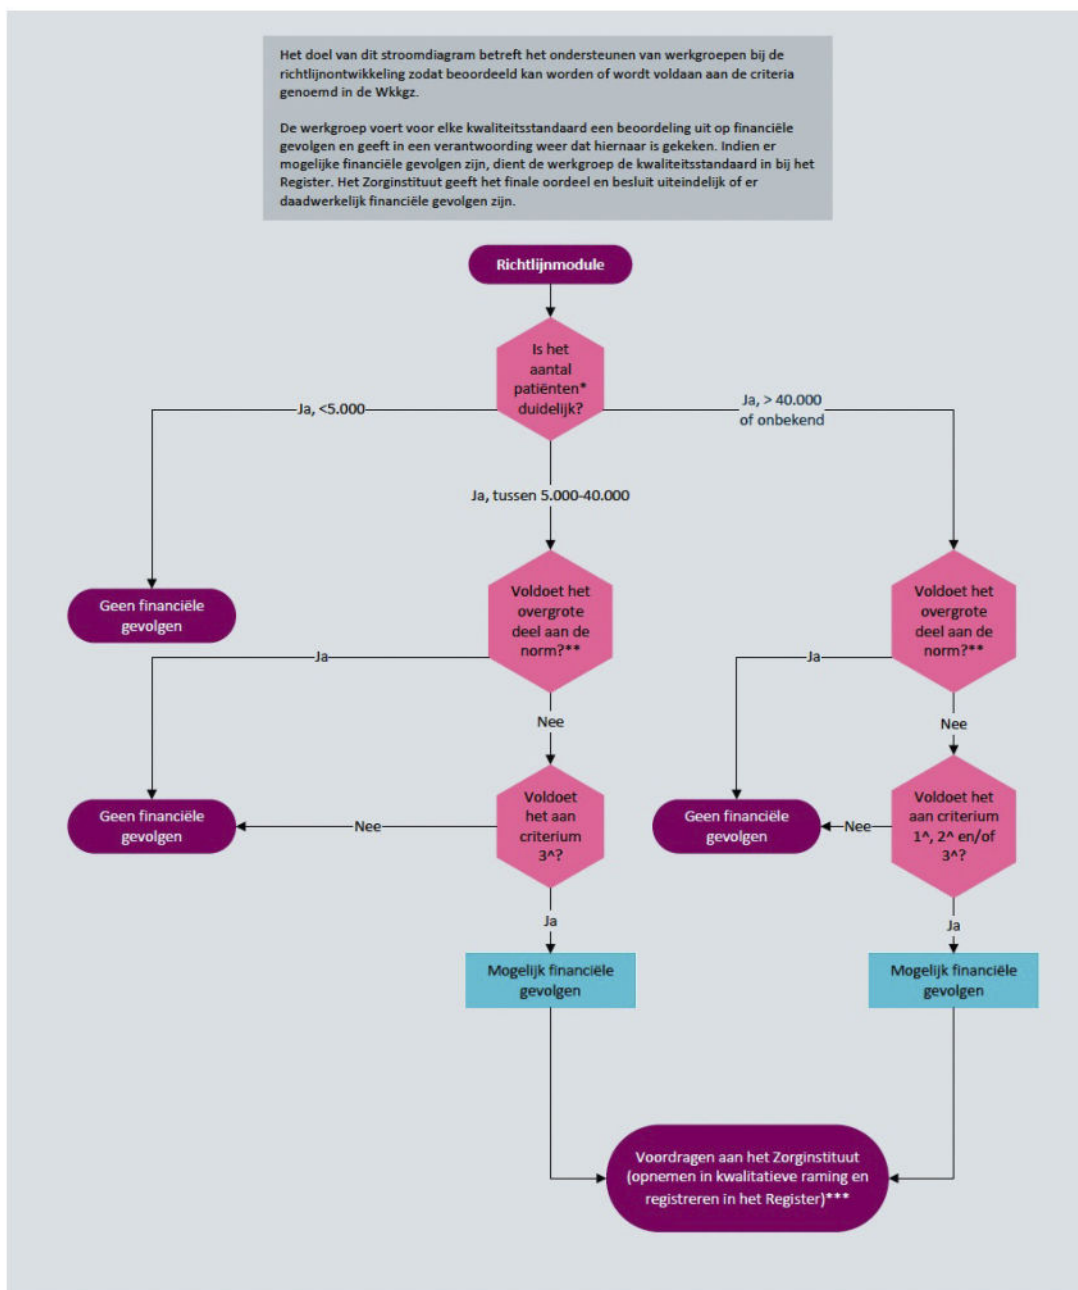 Het doel van dit stroomdiagram betreft het ondersteunen van werkgroepen bij de
richtlijnontwikkeling zodat beoordeeld kan worden of wordt voldaan aan de criteria
genoemd in de Wkkgz.
De werkgroep voert voor elke kwaliteitsstandaard een beoordeling uit op financiële
gevolgen en geeft in een verantwoording weer dat hiernaar is gekeken. Indien er
mogelijke financiële gevolgen zijn, dient de werkgroep de kwaliteitsstandaard in bij het
Register. Het Zorginstituut geeft het finale oordeel en besluit uiteindelijk of er
daadwerkelijk financiële gevolgen zijn.
Richtlijnmodule
Is het
aantal
patiënten*
duidelijk?
Ja, <5.000
Ja, > 40.000
of onbekend
Ja, tussen 5.000-40.000
Geen financiële
gevolgen
Voldoet het
overgrote
deel aan de
norm?**
Voldoet het
overgrote
deel aan de
norm?**
Ja
Ja
Nee
Nee
Geen financiële
gevolgen
Nee
Voldoet
het aan
criterium
3^?
Geen financiële
gevolgen
Nee
Voldoet het
aan criterium
1^, 2^ en/of
3^?
Ja
Ja
Mogelijk financiële
gevolgen
Mogelijk financiële
gevolgen
Voordragen aan het Zorginstituut
(opnemen in kwalitatieve raming en
registreren in het Register)***